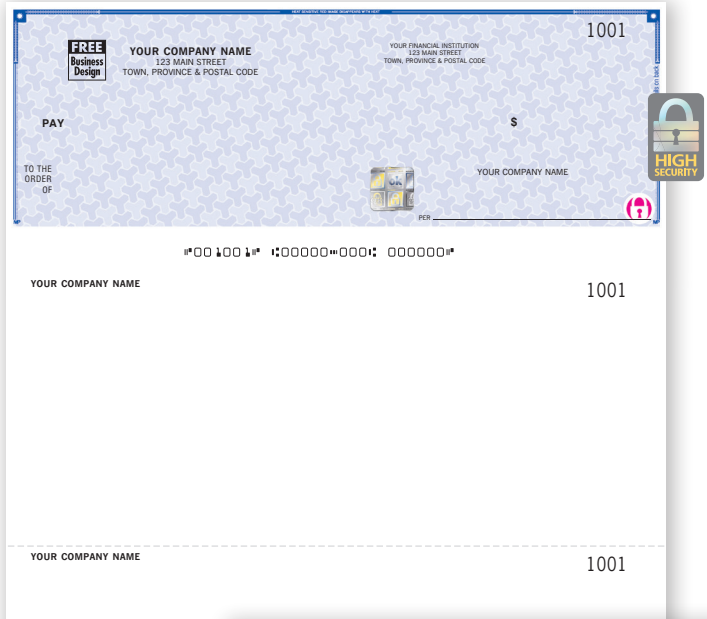 1001
FREE
Business
Design
YOUR COMPANY NAME
123 MAIN STREET
TOWN, PROVINCE & POSTAL CODE
YOUR FINANCIAL INSTITUTION
123 MAIN STREET
TOWN, PROVINCE & POSTAL CODE
on back
PAY
$
HIGH
SECURITY
TO THE
ORDER
OF
YOUR COMPANY NAME
PER
⑈001001⑈ ⑆00000⑉000⑆ 000000⑈
YOUR COMPANY NAME
1001
YOUR COMPANY NAME
1001